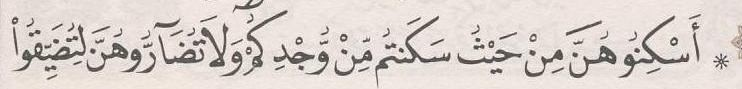 * أَسْكِنُوهُنَّ مِنْ حَيْثُ سَكَنتُم مِّن وُّجْدِكُمْ وَلَا تُضَآرُّوهُنَّ لِتُضَيِّقُوا۟